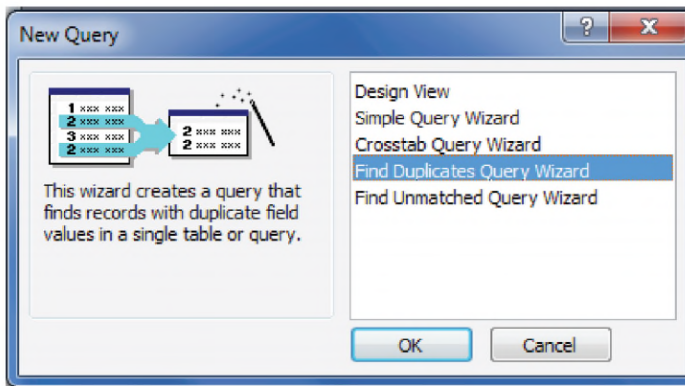 New Query
?
X
1 xxx xxx
2 xxx xxx
3 xxx xxx
2 xxx xxx
2 xxx xxx
2 xxx xxx
This wizard creates a query that
finds records with duplicate field
values in a single table or query.
Design View
Simple Query Wizard
Crosstab Query Wizard
Find Duplicates Query Wizard
Find Unmatched Query Wizard
OK
Cancel